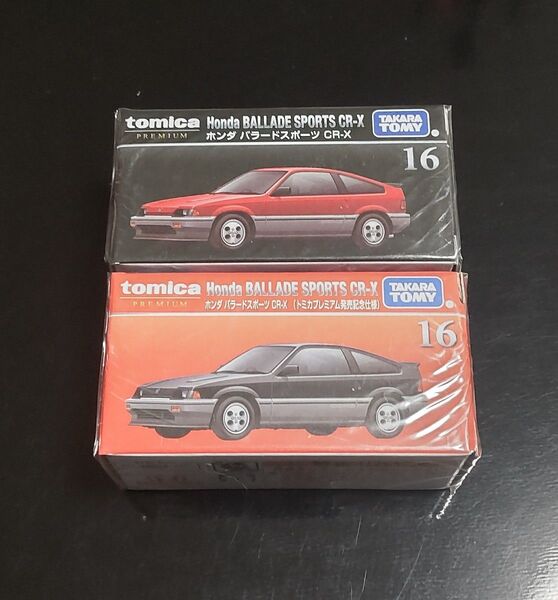 tomica Honda BALLADE SPORTS CR-X TAKARA TOMY
PREMIUM ホンダ バラードスポーツ CR-X
16
tomica Honda BALLADE SPORTS CR-X TAKARA TOMY
PREMIUM ホンダ バラードスポーツ CR-X (トミカプレミアム発売記念仕様)
16